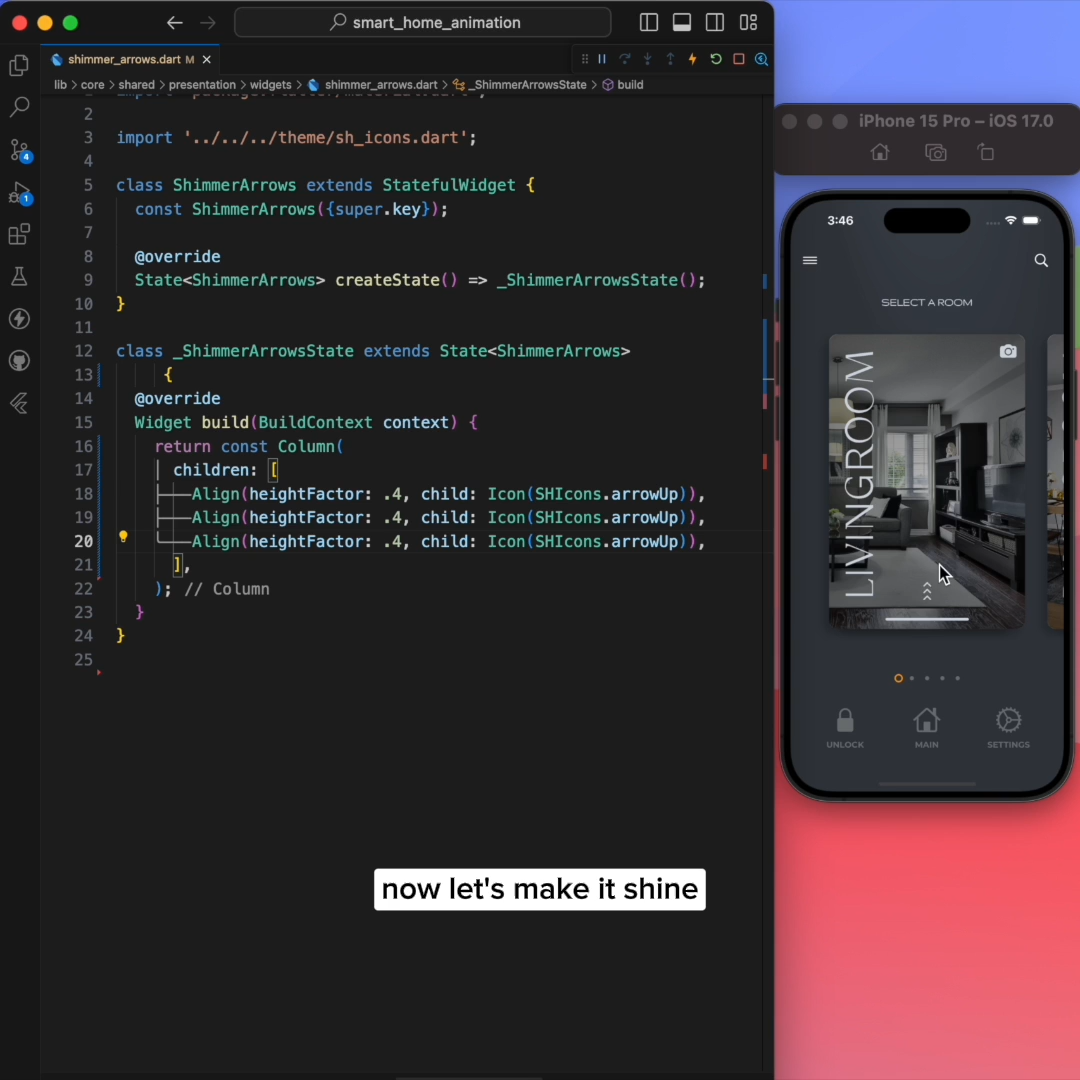 smart_home_animation
shimmer_arrows.dart M
lib > core > shared > presentation > widgets > shimmer_arrows.dart > _ShimmerArrowsState > build
2
3 import '../../../theme/sh_icons.dart';
4
5 class ShimmerArrows extends StatefulWidget {
6 const ShimmerArrows({super.key});
7
8 @override
9 State<ShimmerArrows> createState() => _ShimmerArrowsState();
10 }
11
12 class _ShimmerArrowsState extends State<ShimmerArrows>
13 {
14 @override
15 Widget build(BuildContext context) {
16 return const Column(
17 children: [
18 Align(heightFactor: .4, child: Icon(SHIcons.arrowUp)),
19 Align(heightFactor: .4, child: Icon(SHIcons.arrowUp)),
20 Align(heightFactor: .4, child: Icon(SHIcons.arrowUp)),
21 ],
22 ); // Column
23 }
24 }
25
4
1
now let's make it shine
iPhone 15 Pro – iOS 17.0
3:46
SELECT A ROOM
LIVINGROOM
UNLOCK
MAIN
SETTINGS